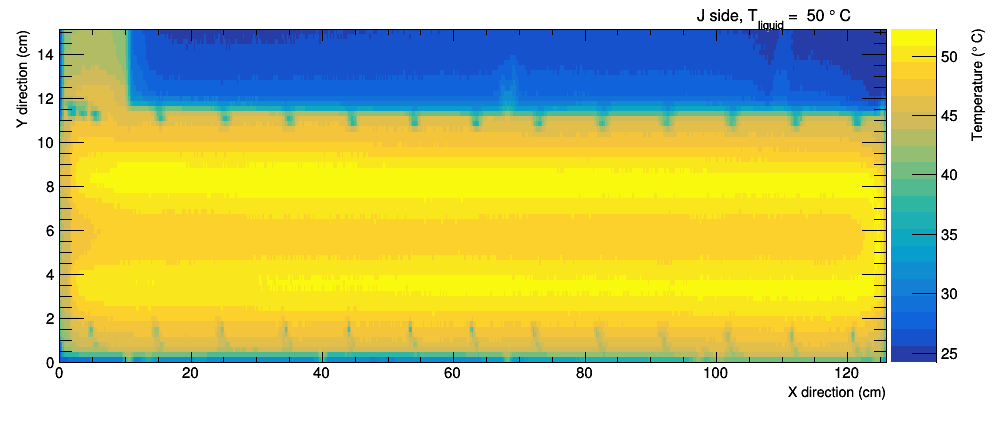 J side, T_liquid = 50 ° C
Y direction (cm)
14
12
10
8
6
4
2
0
0 20 40 60 80 100 120
X direction (cm)
50
45
40
35
30
25
Temperature (° C)